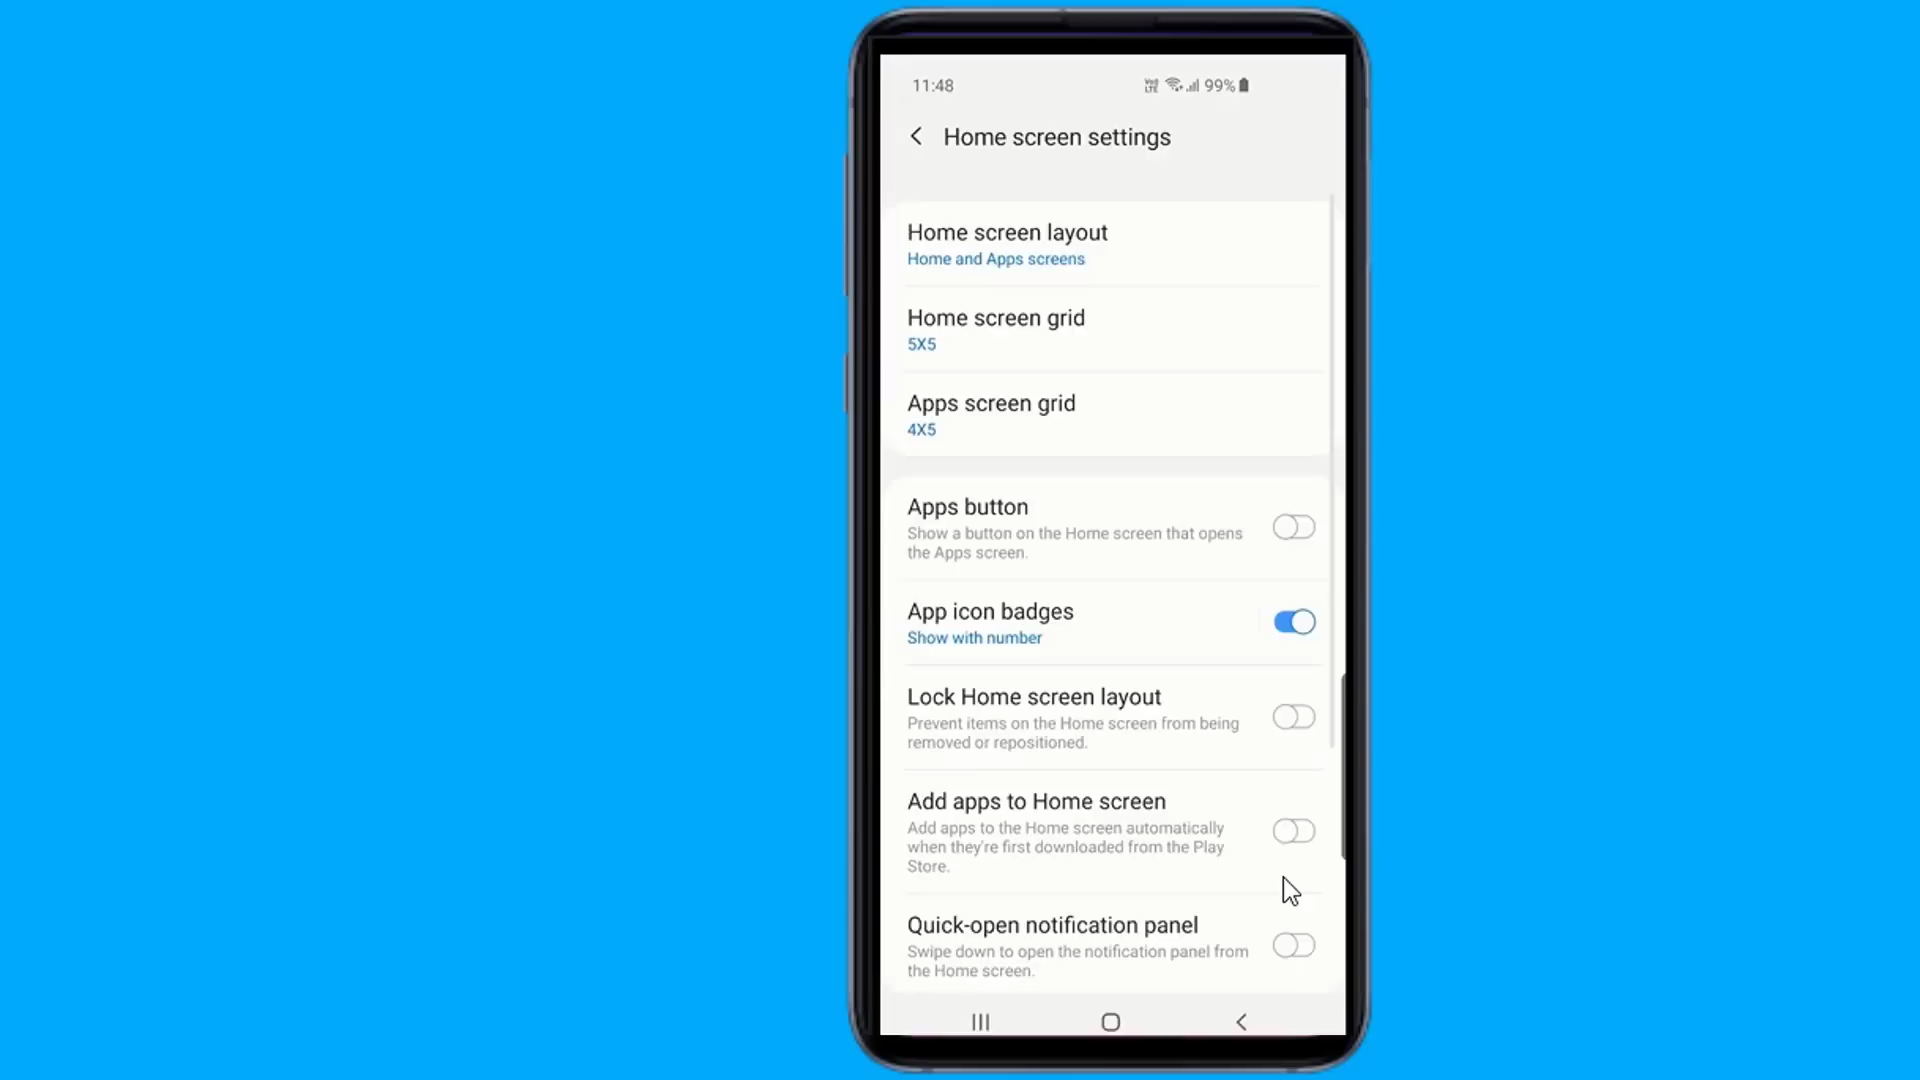 11:48
Vo)) LTE 99%
Home screen settings
Home screen layout
Home and Apps screens
Home screen grid
5X5
Apps screen grid
4X5
Apps button
Show a button on the Home screen that opens
the Apps screen.
App icon badges
Show with number
Lock Home screen layout
Prevent items on the Home screen from being
removed or repositioned.
Add apps to Home screen
Add apps to the Home screen automatically
when they're first downloaded from the Play
Store.
Quick-open notification panel
Swipe down to open the notification panel from
the Home screen.